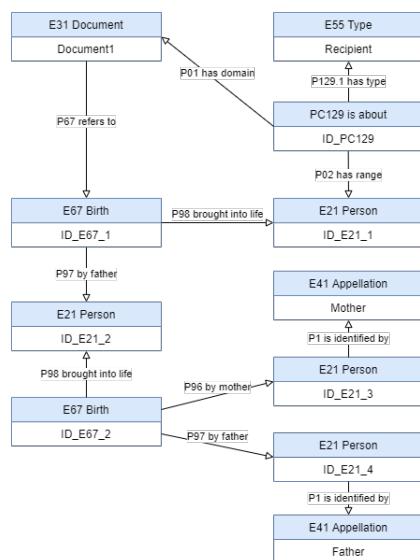 E31 Document
Document1
E55 Type
Recipient
P01 has domain
P129.1 has type
PC129 is about
ID_PC129
P67 refers to
P02 has range
E67 Birth
ID_E67_1
P98 brought into life
E21 Person
ID_E21_1
P97 by father
E41 Appellation
Mother
E21 Person
ID_E21_2
P1 is identified by
P98 brought into life
P96 by mother
E21 Person
ID_E21_3
E67 Birth
ID_E67_2
P97 by father
E21 Person
ID_E21_4
P1 is identified by
E41 Appellation
Father